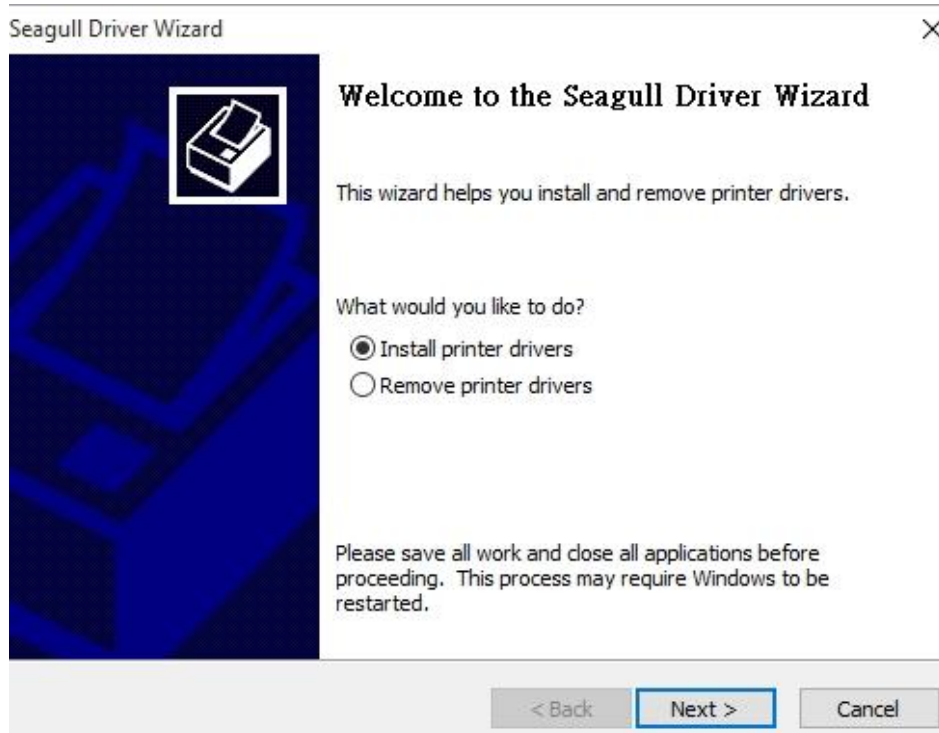 Seagull Driver Wizard
Welcome to the Seagull Driver Wizard
This wizard helps you install and remove printer drivers.
What would you like to do?
Install printer drivers
Remove printer drivers
Please save all work and close all applications before
proceeding. This process may require Windows to be
restarted.
< Back Next > Cancel